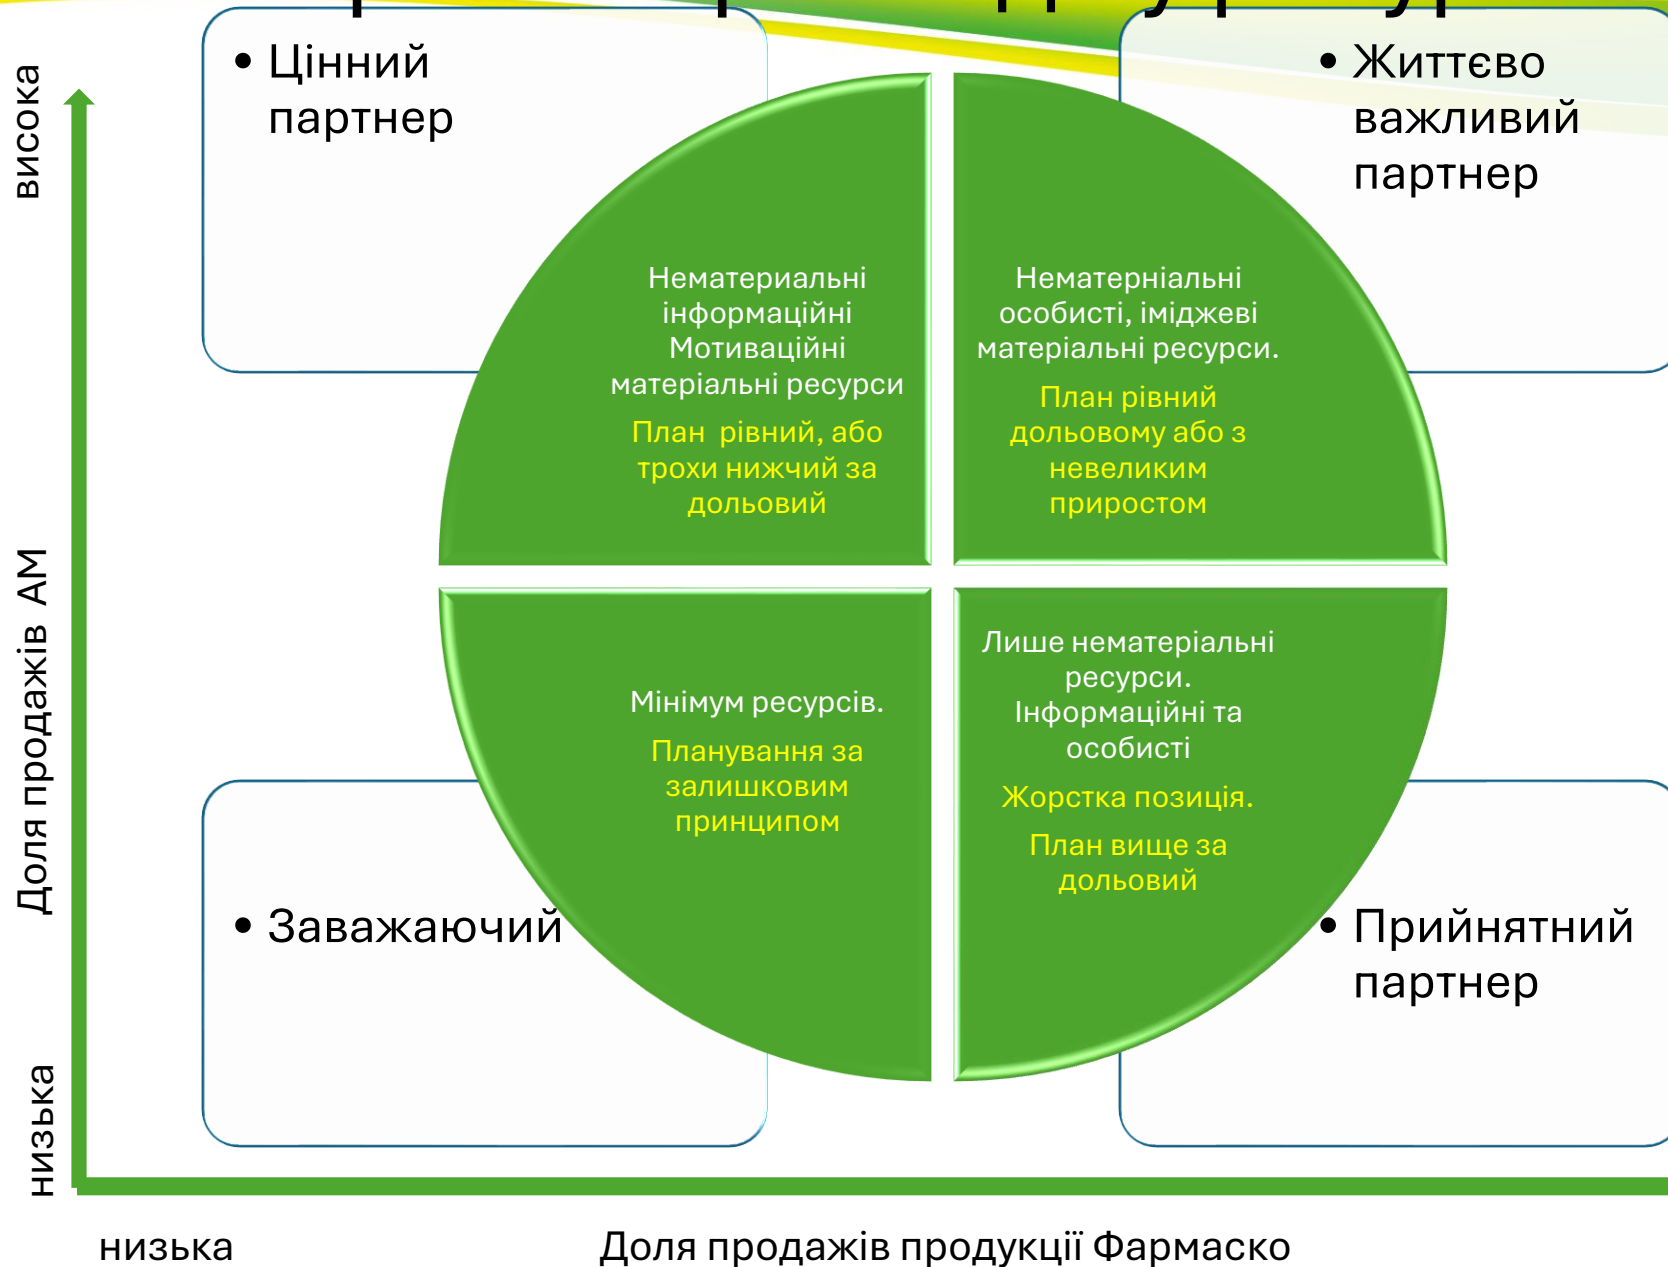 • Цінний
партнер
• Життєво
важливий
партнер
висока
Нематериальні
інформаційні
Мотиваційні
матеріальні ресурси
План рівний, або
трохи нижчий за
дольовий
Нематерніальні
особисті, іміджеві
матеріальні ресурси.
План рівний
дольовому або з
невеликим
приростом
Доля продажів АМ
Мінімум ресурсів.
Планування за
залишковим
принципом
Лише нематеріальні
ресурси.
Інформаційні та
особисті
Жорстка позиція.
План вище за
дольовий
• Заважаючий
• Прийнятний
партнер
низька
низька
Доля продажів продукції Фармаско